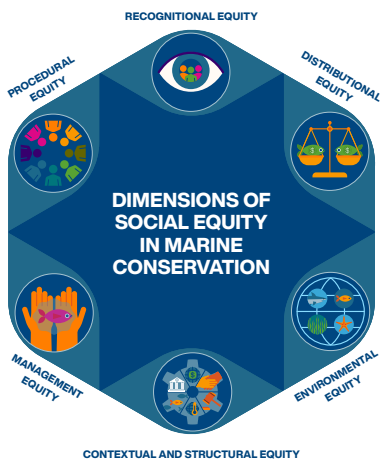 RECOGNITIONAL EQUITY
PROCEDURAL
EQUITY
DISTRIBUTIONAL
EQUITY
$ $
DIMENSIONS OF
SOCIAL EQUITY
IN MARINE
CONSERVATION
$
MANAGEMENT
EQUITY
ENVIRONMENTAL
EQUITY
CONTEXTUAL AND STRUCTURAL EQUITY